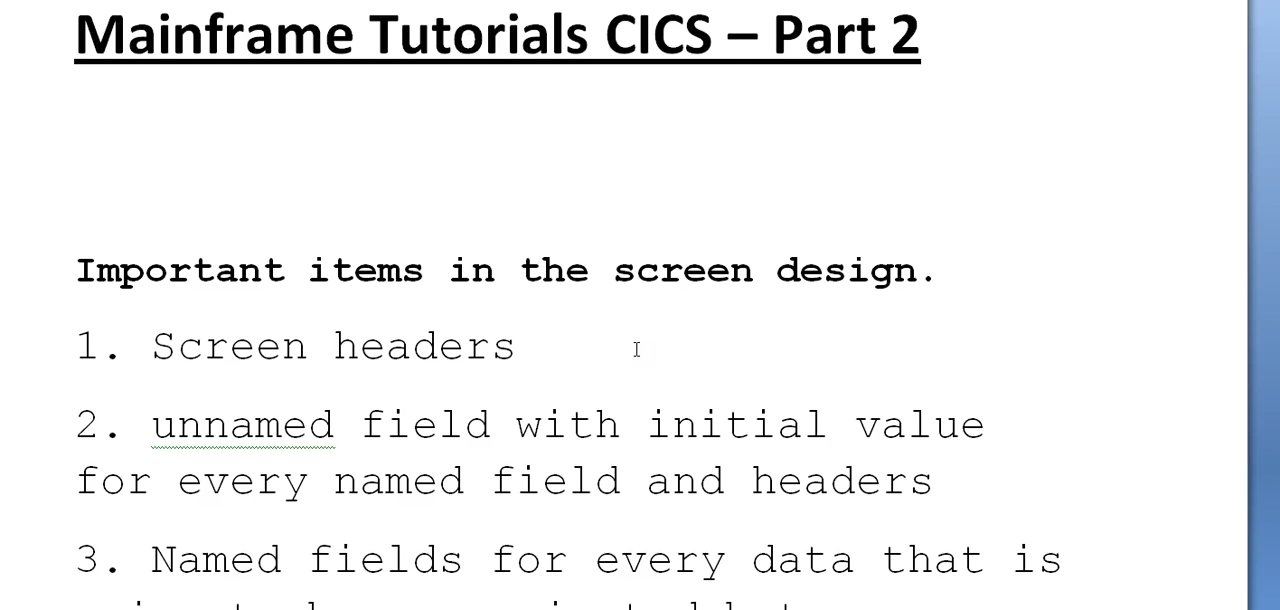 Mainframe Tutorials CICS – Part 2
Important items in the screen design.
1. Screen headers
2. unnamed field with initial value
for every named field and headers
3. Named fields for every data that is